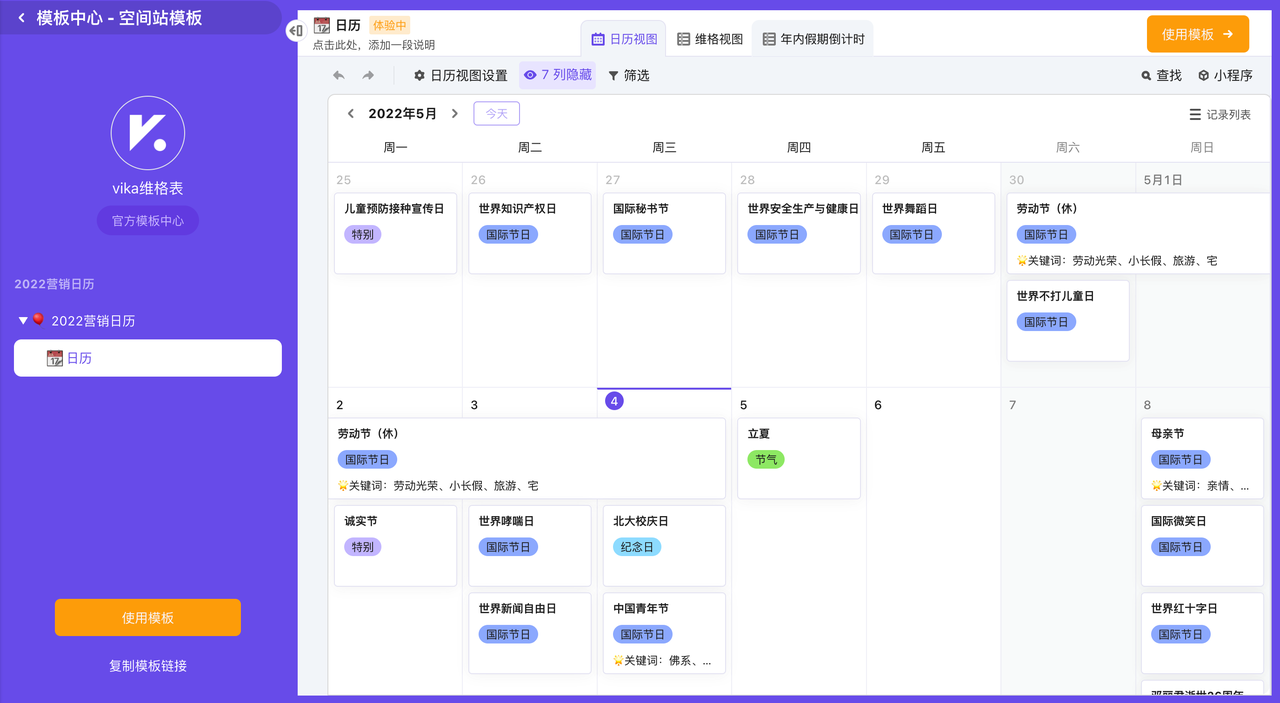 模板中心 - 空间站模板
vika维格表
官方模板中心
2022营销日历
2022营销日历
日历
使用模板
复制模板链接
日历 体验中
点击此处，添加一段说明
日历视图 维格视图 年内假期倒计时
使用模板
日历视图设置 7 列隐藏 筛选 查找 小程序
2022年5月 今天 记录列表
周一 周二 周三 周四 周五 周六 周日
25 26 27 28 29 30 5月1日
儿童预防接种宣传日 世界知识产权日 国际秘书节 世界安全生产与健康日 世界舞蹈日 劳动节（休）
特别 国际节日 国际节日 国际节日 国际节日 国际节日
🌟关键词：劳动光荣、小长假、旅游、宅
世界不打儿童日
国际节日
2 3 4 5 6 7 8
劳动节（休） 立夏 母亲节
国际节日 节气 国际节日
🌟关键词：劳动光荣、小长假、旅游、宅 🌟关键词：亲情、...
诚实节 世界哮喘日 北大校庆日 国际微笑日
特别 国际节日 纪念日 国际节日
世界新闻自由日 中国青年节 世界红十字日
国际节日 国际节日 国际节日
🌟关键词：佛系、...